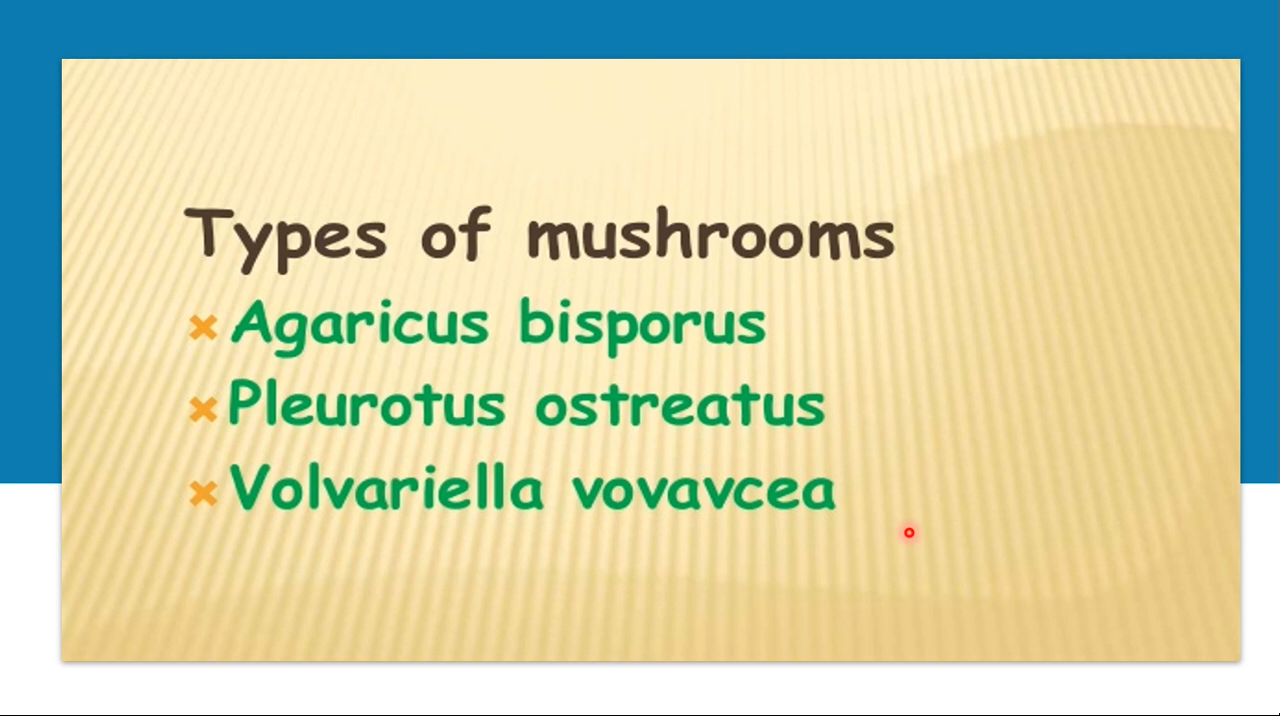 Types of mushrooms
Agaricus bisporus
Pleurotus ostreatus
Volvariella vovavcea